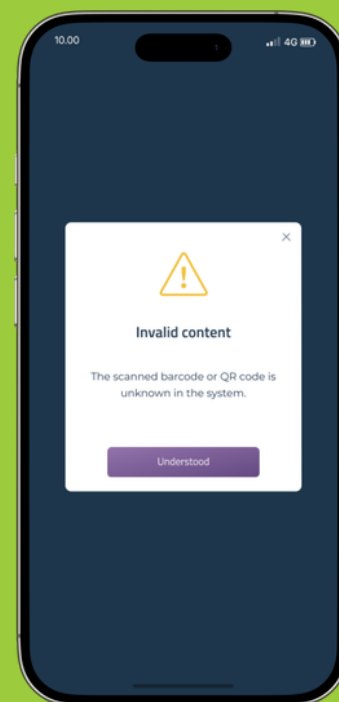 10.00
4G
Invalid content
The scanned barcode or QR code is
unknown in the system.
Understood